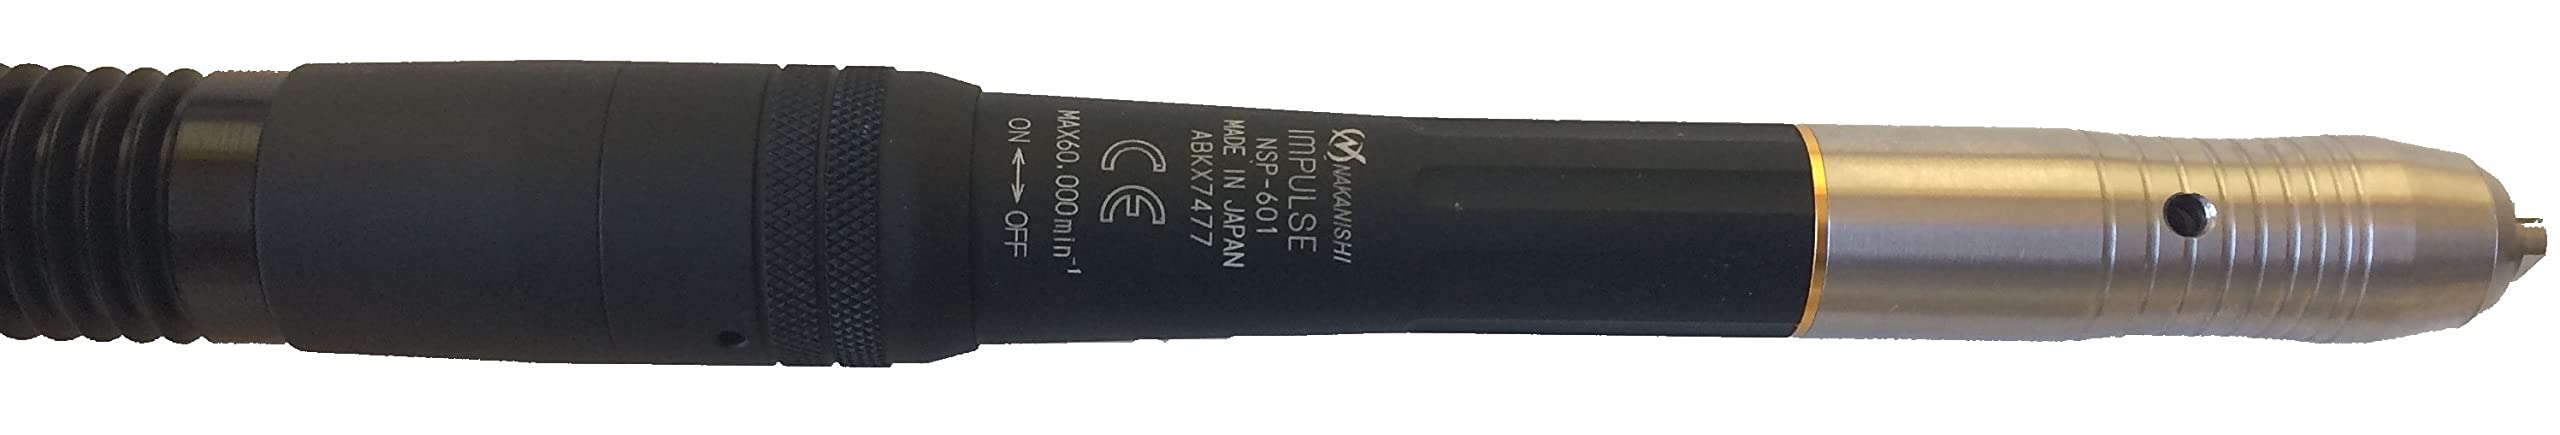 NAKANISHI
IMPULSE
NSP-601
MADE IN JAPAN
ABKX7477
CE
MAX60,000min⁻¹
ON ↔ OFF